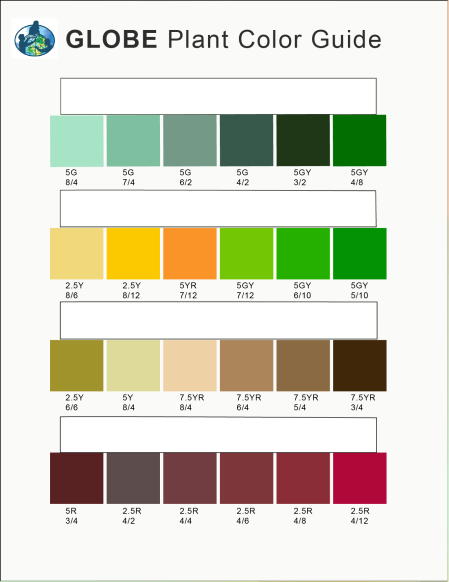 GLOBE Plant Color Guide
5G 5G 5G 5G 5GY 5GY
8/4 7/4 6/2 4/2 3/2 4/8
2.5Y 2.5Y 5YR 5GY 5GY 5GY
8/6 8/12 7/12 7/12 6/10 5/10
2.5Y 5Y 7.5YR 7.5YR 7.5YR 7.5YR
6/6 8/4 8/4 6/4 5/4 3/4
5R 2.5R 2.5R 2.5R 2.5R 2.5R
3/4 4/2 4/4 4/6 4/8 4/12